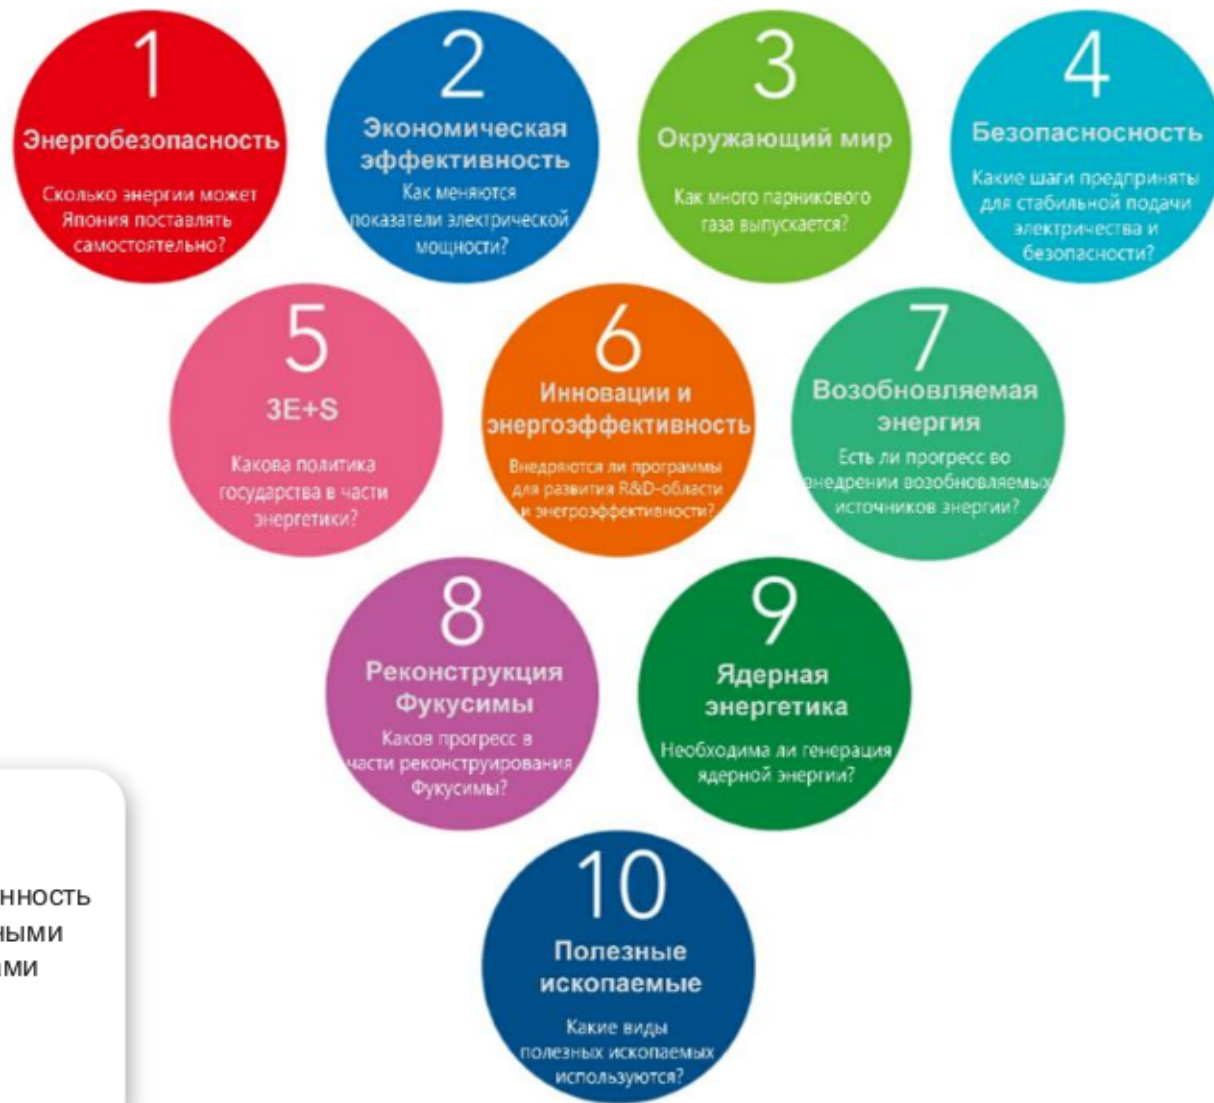 1
Энергобезопасность
Сколько энергии может
Япония поставлять
самостоятельно?
2
Экономическая
эффективность
Как меняются
показатели электрической
мощности?
3
Окружающий мир
Как много парникового
газа выпускается?
4
Безопасносность
Какие шаги предприняты
для стабильной подачи
электричества и
безопасности?
5
3E+S
Какова политика
государства в части
энергетики?
6
Инновации и
энергоэффективность
Внедряются ли программы
для развития R&D-области
и энегроэффективности?
7
Возобновляемая
энергия
Есть ли прогресс во
внедрении возобновляемых
источников энергии?
8
Реконструкция
Фукусимы
Каков прогресс в
части реконструирования
Фукусимы?
9
Ядерная
энергетика
Необходима ли генерация
ядерной энергии?
нность
ными
ами
10
Полезные
ископаемые
Какие виды
полезных ископаемых
используются?